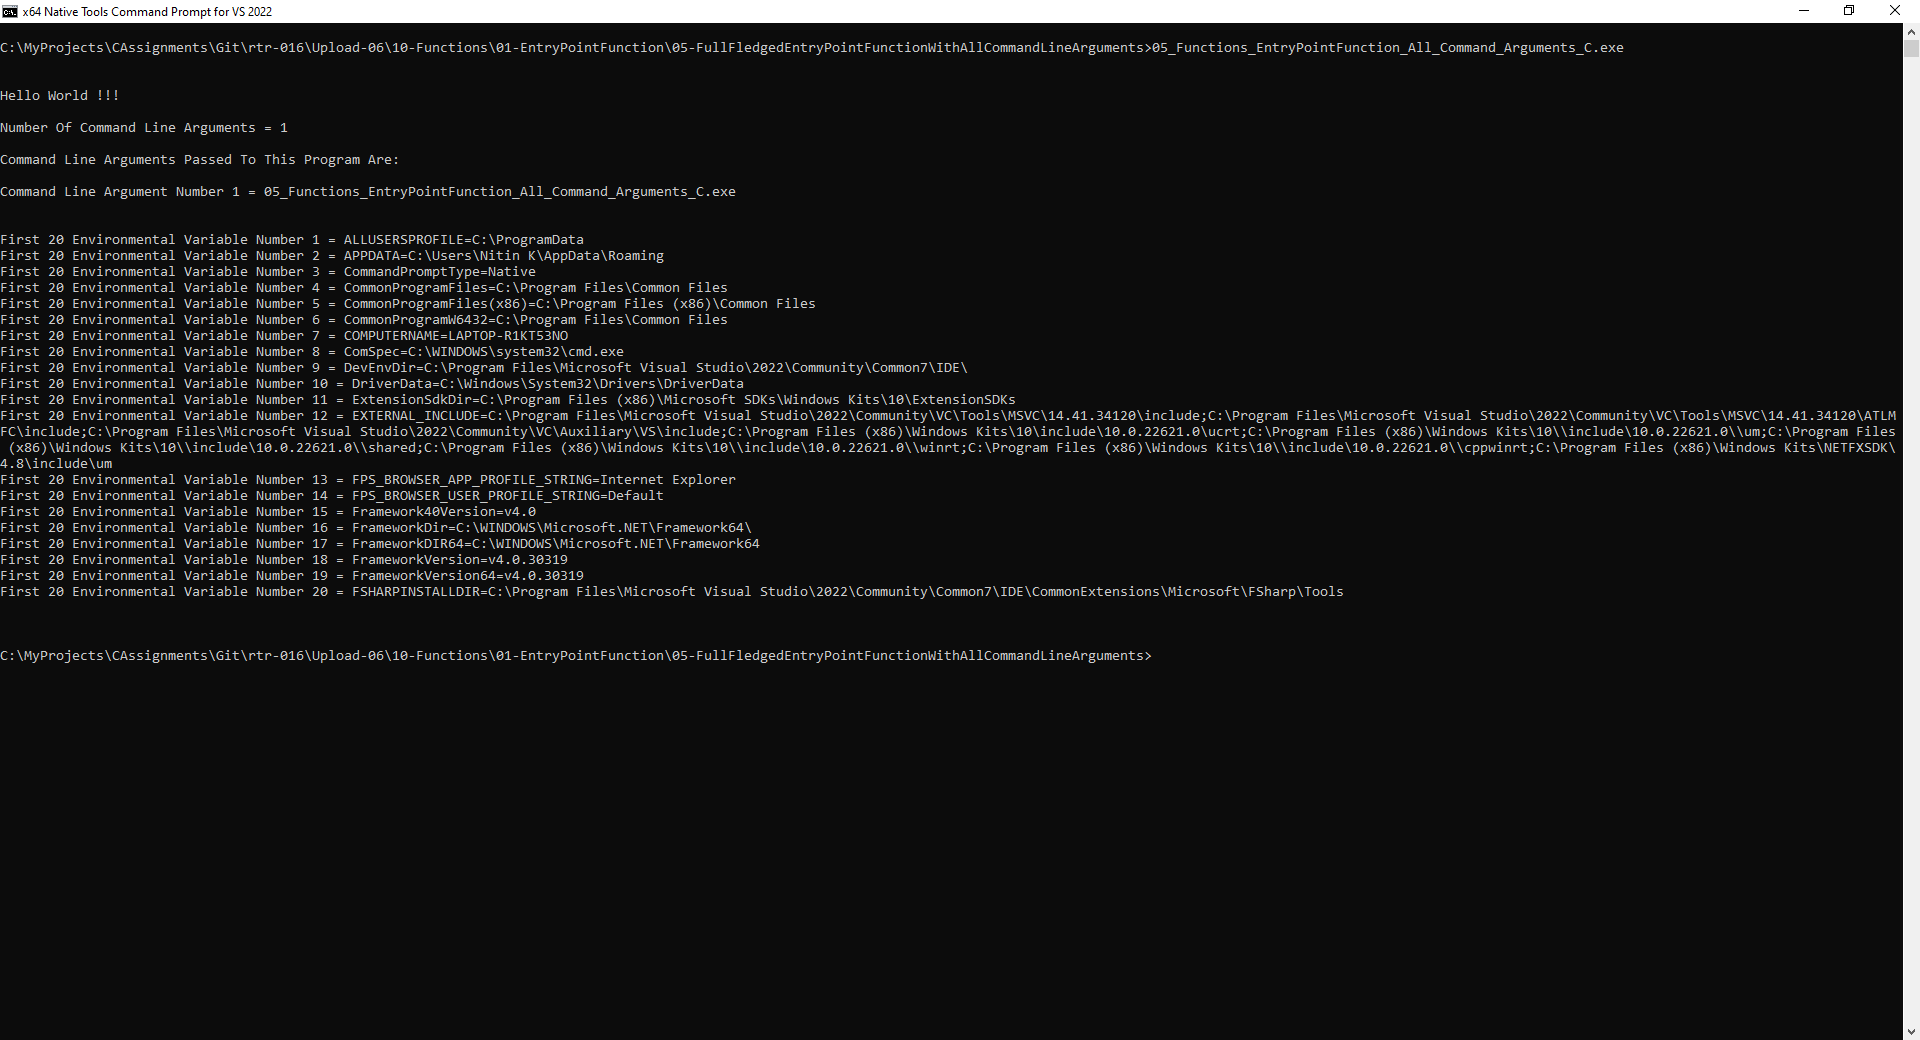 x64 Native Tools Command Prompt for VS 2022
C:\MyProjects\CAssignments\Git\rtr-016\Upload-06\10-Functions\01-EntryPointFunction\05-FullFledgedEntryPointFunctionWithAllCommandLineArguments>05_Functions_EntryPointFunction_All_Command_Arguments_C.exe
Hello World !!!
Number Of Command Line Arguments = 1
Command Line Arguments Passed To This Program Are:
Command Line Argument Number 1 = 05_Functions_EntryPointFunction_All_Command_Arguments_C.exe
First 20 Environmental Variable Number 1 = ALLUSERSPROFILE=C:\ProgramData
First 20 Environmental Variable Number 2 = APPDATA=C:\Users\Nitin K\AppData\Roaming
First 20 Environmental Variable Number 3 = CommandPromptType=Native
First 20 Environmental Variable Number 4 = CommonProgramFiles=C:\Program Files\Common Files
First 20 Environmental Variable Number 5 = CommonProgramFiles(x86)=C:\Program Files (x86)\Common Files
First 20 Environmental Variable Number 6 = CommonProgramW6432=C:\Program Files\Common Files
First 20 Environmental Variable Number 7 = COMPUTERNAME=LAPTOP-R1KT53NO
First 20 Environmental Variable Number 8 = ComSpec=C:\WINDOWS\system32\cmd.exe
First 20 Environmental Variable Number 9 = DevEnvDir=C:\Program Files\Microsoft Visual Studio\2022\Community\Common7\IDE\
First 20 Environmental Variable Number 10 = DriverData=C:\Windows\System32\Drivers\DriverData
First 20 Environmental Variable Number 11 = ExtensionSdkDir=C:\Program Files (x86)\Microsoft SDKs\Windows Kits\10\ExtensionSDKs
First 20 Environmental Variable Number 12 = EXTERNAL_INCLUDE=C:\Program Files\Microsoft Visual Studio\2022\Community\VC\Tools\MSVC\14.41.34120\include;C:\Program Files\Microsoft Visual Studio\2022\Community\VC\Tools\MSVC\14.41.34120\ATLM
FC\include;C:\Program Files\Microsoft Visual Studio\2022\Community\VC\Auxiliary\VS\include;C:\Program Files (x86)\Windows Kits\10\include\10.0.22621.0\ucrt;C:\Program Files (x86)\Windows Kits\10\\include\10.0.22621.0\\um;C:\Program Files
(x86)\Windows Kits\10\\include\10.0.22621.0\\shared;C:\Program Files (x86)\Windows Kits\10\\include\10.0.22621.0\\winrt;C:\Program Files (x86)\Windows Kits\10\\include\10.0.22621.0\\cppwinrt;C:\Program Files (x86)\Windows Kits\NETFXSDK\
4.8\include\um
First 20 Environmental Variable Number 13 = FPS_BROWSER_APP_PROFILE_STRING=Internet Explorer
First 20 Environmental Variable Number 14 = FPS_BROWSER_USER_PROFILE_STRING=Default
First 20 Environmental Variable Number 15 = Framework40Version=v4.0
First 20 Environmental Variable Number 16 = FrameworkDir=C:\WINDOWS\Microsoft.NET\Framework64\
First 20 Environmental Variable Number 17 = FrameworkDIR64=C:\WINDOWS\Microsoft.NET\Framework64
First 20 Environmental Variable Number 18 = FrameworkVersion=v4.0.30319
First 20 Environmental Variable Number 19 = FrameworkVersion64=v4.0.30319
First 20 Environmental Variable Number 20 = FSHARPINSTALLDIR=C:\Program Files\Microsoft Visual Studio\2022\Community\Common7\IDE\CommonExtensions\Microsoft\FSharp\Tools
C:\MyProjects\CAssignments\Git\rtr-016\Upload-06\10-Functions\01-EntryPointFunction\05-FullFledgedEntryPointFunctionWithAllCommandLineArguments>